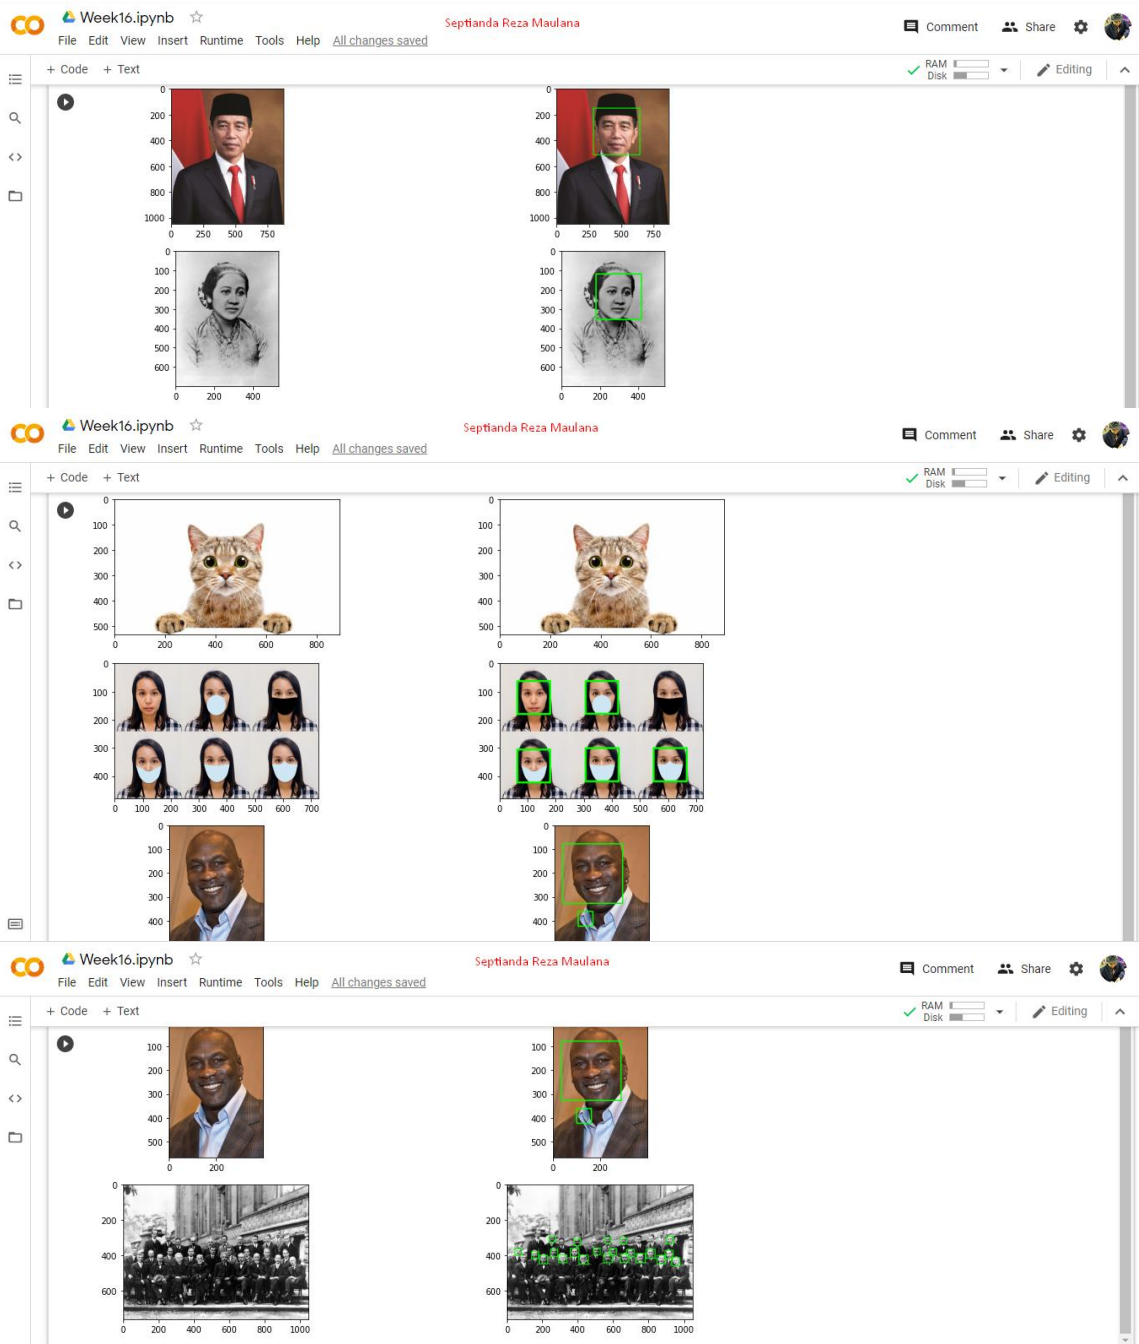 Week16.ipynb
Septianda Reza Maulana
Comment
Share
File Edit View Insert Runtime Tools Help All changes saved
+ Code + Text
RAM
Disk
Editing
0
200
400
600
800
1000
0 250 500 750
0
200
400
600
800
1000
0 250 500 750
0
100
200
300
400
500
600
0 200 400
0
100
200
300
400
500
600
0 200 400
Week16.ipynb
Septianda Reza Maulana
Comment
Share
File Edit View Insert Runtime Tools Help All changes saved
+ Code + Text
RAM
Disk
Editing
0
100
200
300
400
500
0 200 400 600 800
0
100
200
300
400
500
0 200 400 600 800
0
100
200
300
400
0 100 200 300 400 500 600 700
0
100
200
300
400
0 100 200 300 400 500 600 700
0
100
200
300
400
0
100
200
300
400
Week16.ipynb
Septianda Reza Maulana
Comment
Share
File Edit View Insert Runtime Tools Help All changes saved
+ Code + Text
RAM
Disk
Editing
100
200
300
400
500
0 200
100
200
300
400
500
0 200
0
200
400
600
0 200 400 600 800 1000
0
200
400
600
0 200 400 600 800 1000